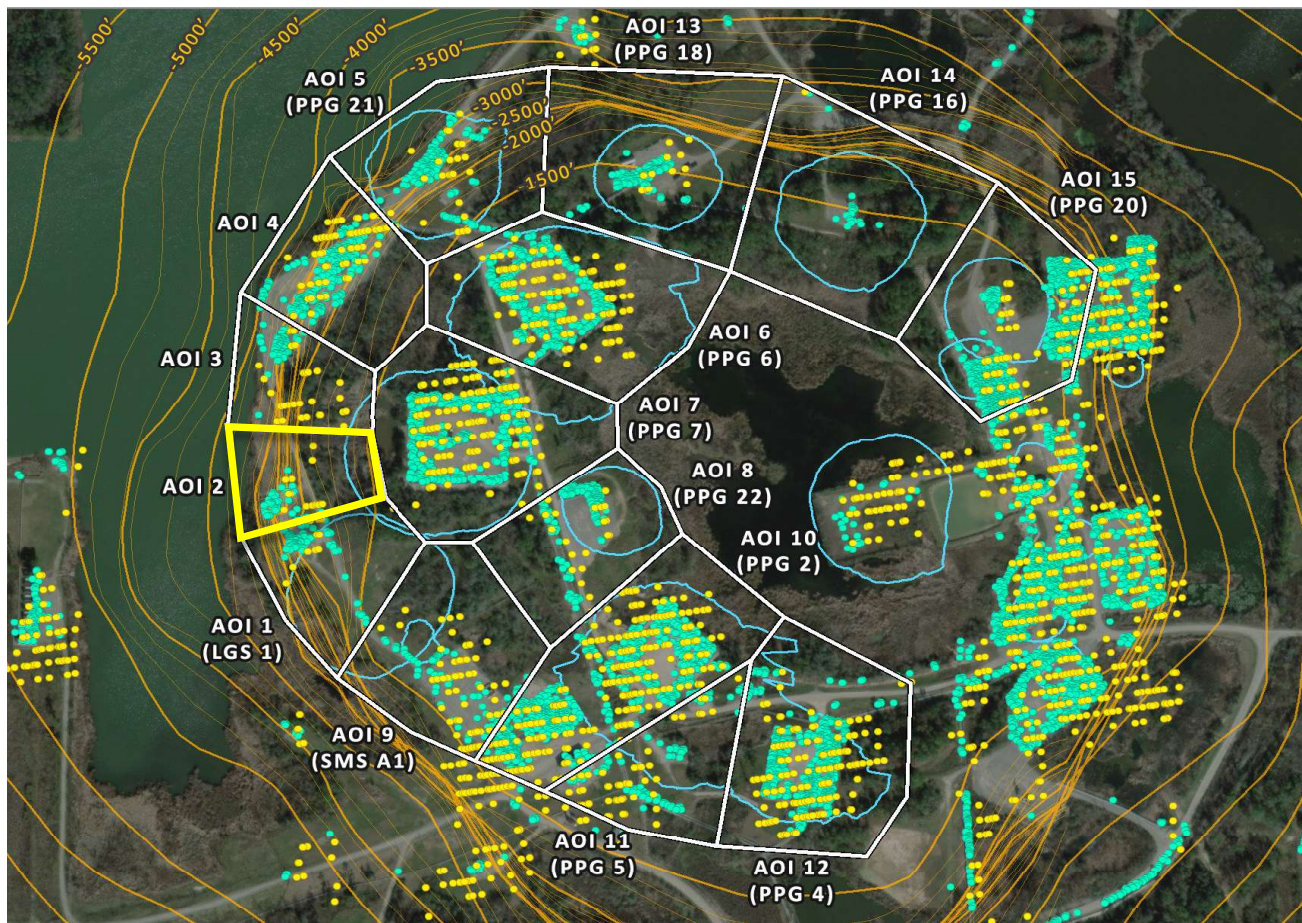 -5500'
-5000'
-4500'
-4000'
-3500'
-3000'
-2500'
-2000'
-1500'
AOI 13
(PPG 18)
AOI 14
(PPG 16)
AOI 5
(PPG 21)
AOI 15
(PPG 20)
AOI 4
AOI 3
AOI 6
(PPG 6)
AOI 7
(PPG 7)
AOI 2
AOI 8
(PPG 22)
AOI 10
(PPG 2)
AOI 1
(LGS 1)
AOI 9
(SMS A1)
AOI 11
(PPG 5)
AOI 12
(PPG 4)